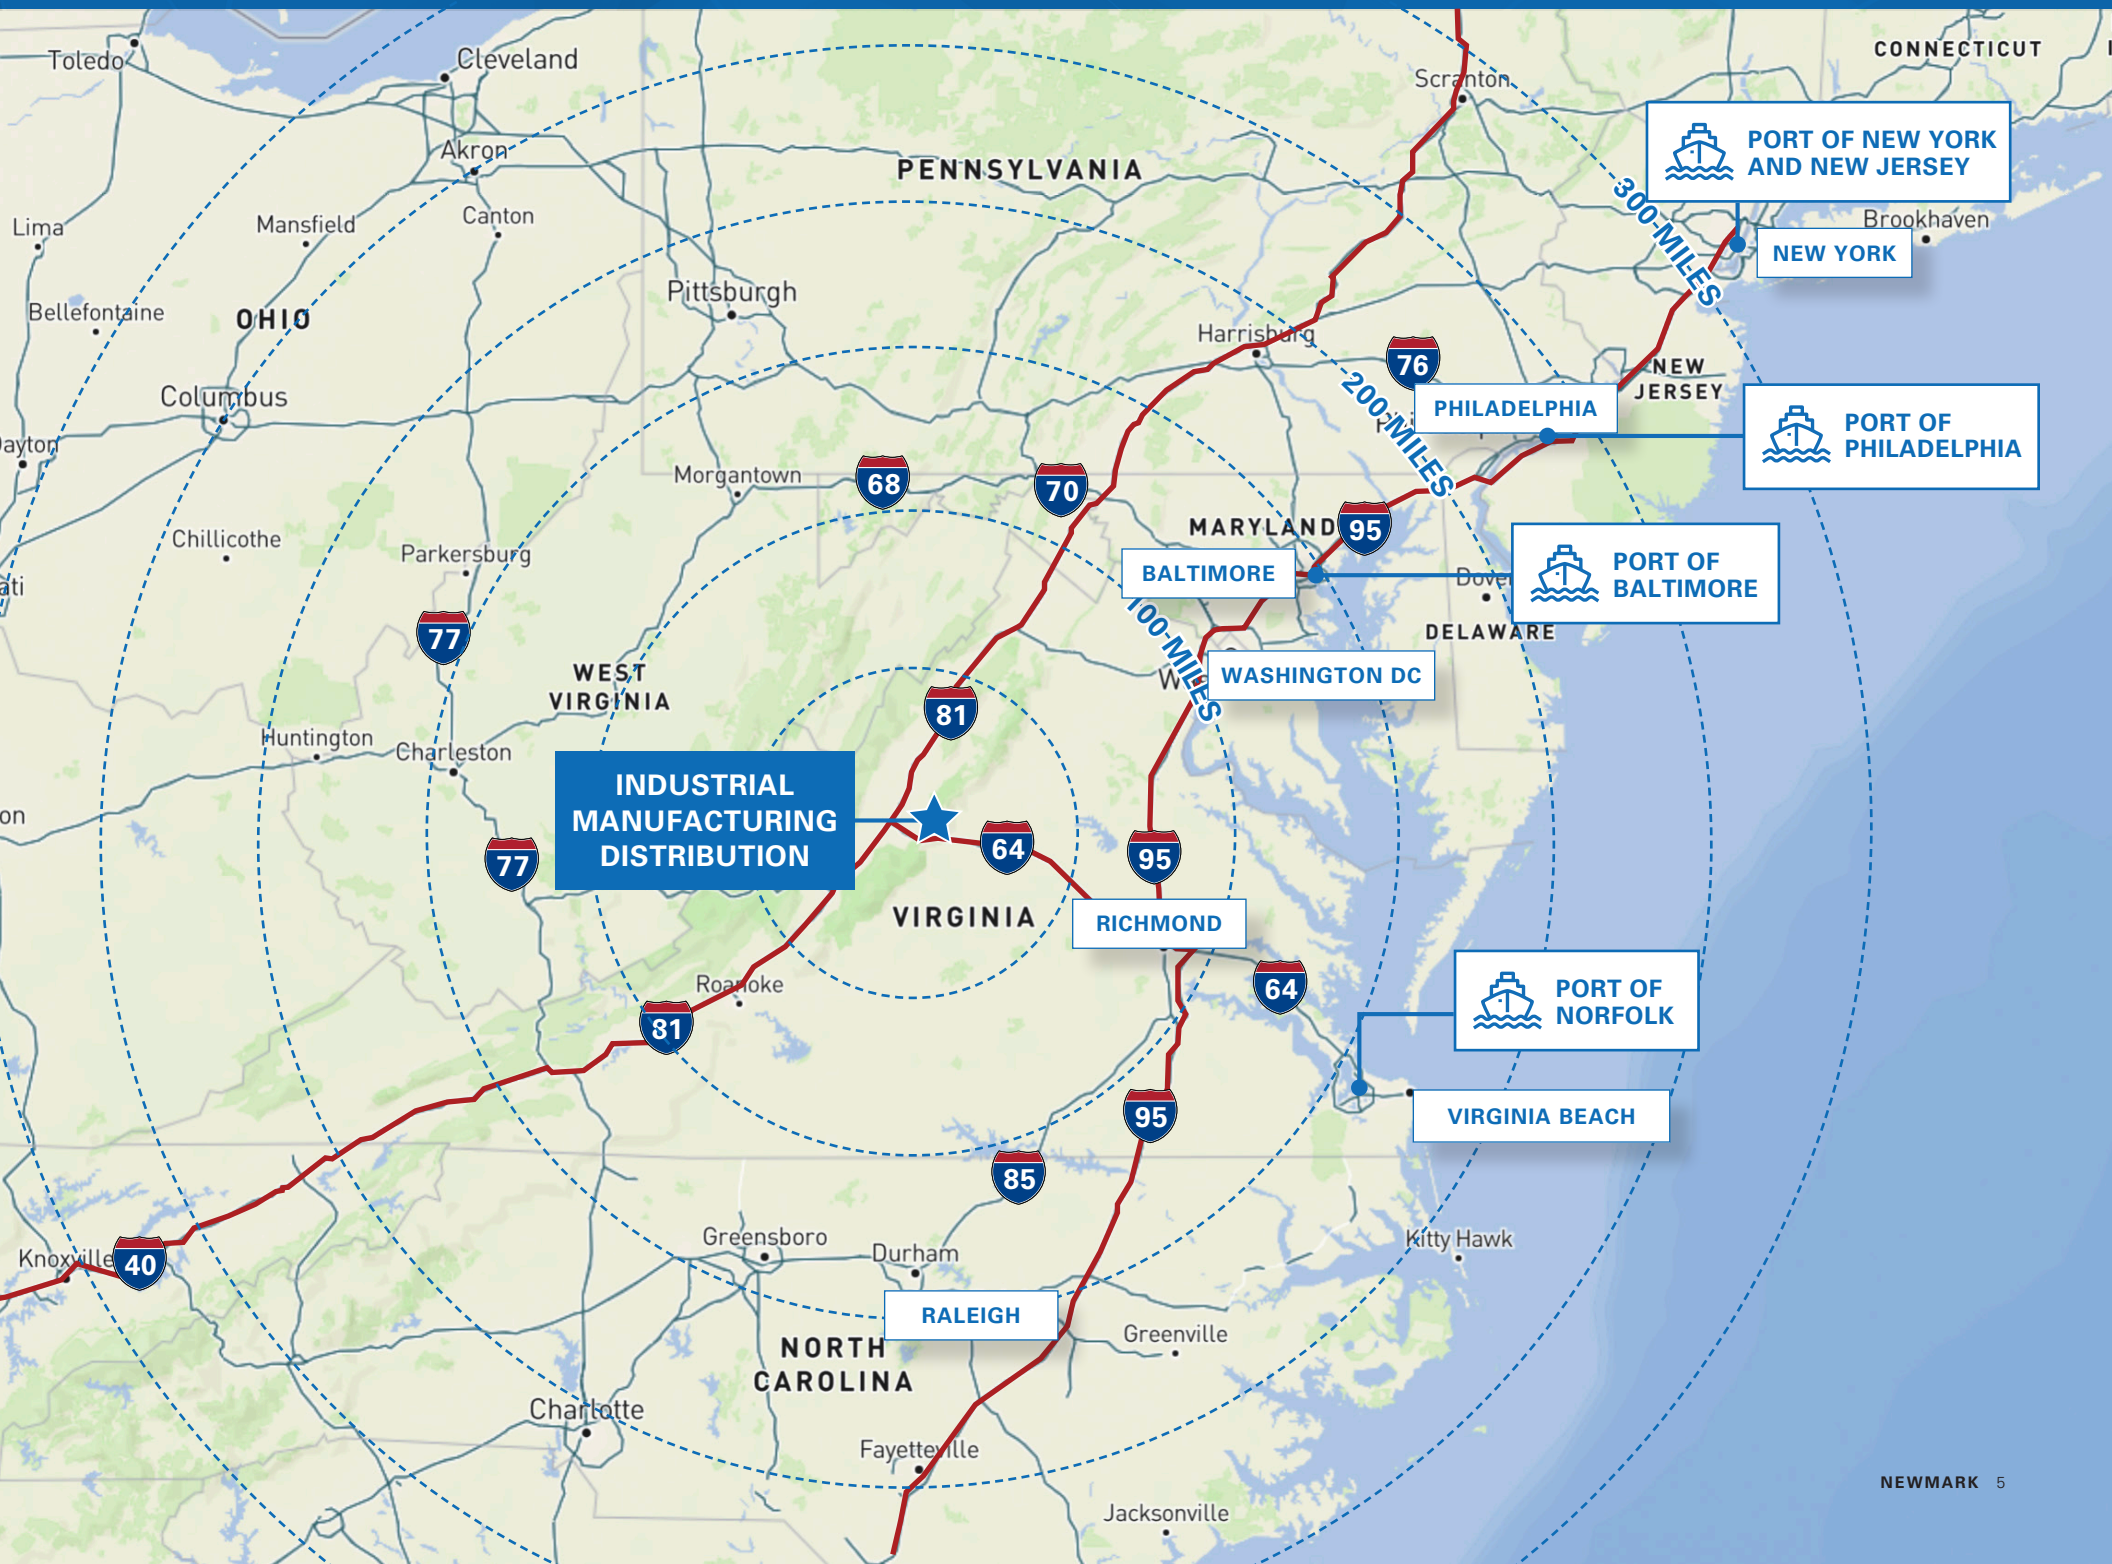 Toledo
Cleveland
CONNECTICUT
Scranton
Akron
PENNSYLVANIA
PORT OF NEW YORK
AND NEW JERSEY
Lima
Mansfield
Canton
300 MILES
Brookhaven
NEW YORK
Bellefontaine
OHIO
Pittsburgh
Harrisburg
76
NEW
JERSEY
Columbus
200 MILES
PHILADELPHIA
PORT OF
PHILADELPHIA
Dayton
Morgantown
68
70
MARYLAND
95
Chillicothe
Parkersburg
BALTIMORE
Dover
PORT OF
BALTIMORE
77
100 MILES
DELAWARE
WEST
VIRGINIA
WASHINGTON DC
81
Huntington
Charleston
INDUSTRIAL
MANUFACTURING
DISTRIBUTION
64
95
77
VIRGINIA
RICHMOND
Roanoke
64
PORT OF
NORFOLK
81
95
VIRGINIA BEACH
85
Knoxville
40
Greensboro
Durham
Kitty Hawk
RALEIGH
Greenville
NORTH
CAROLINA
Charlotte
Fayetteville
Jacksonville
NEWMARK 5